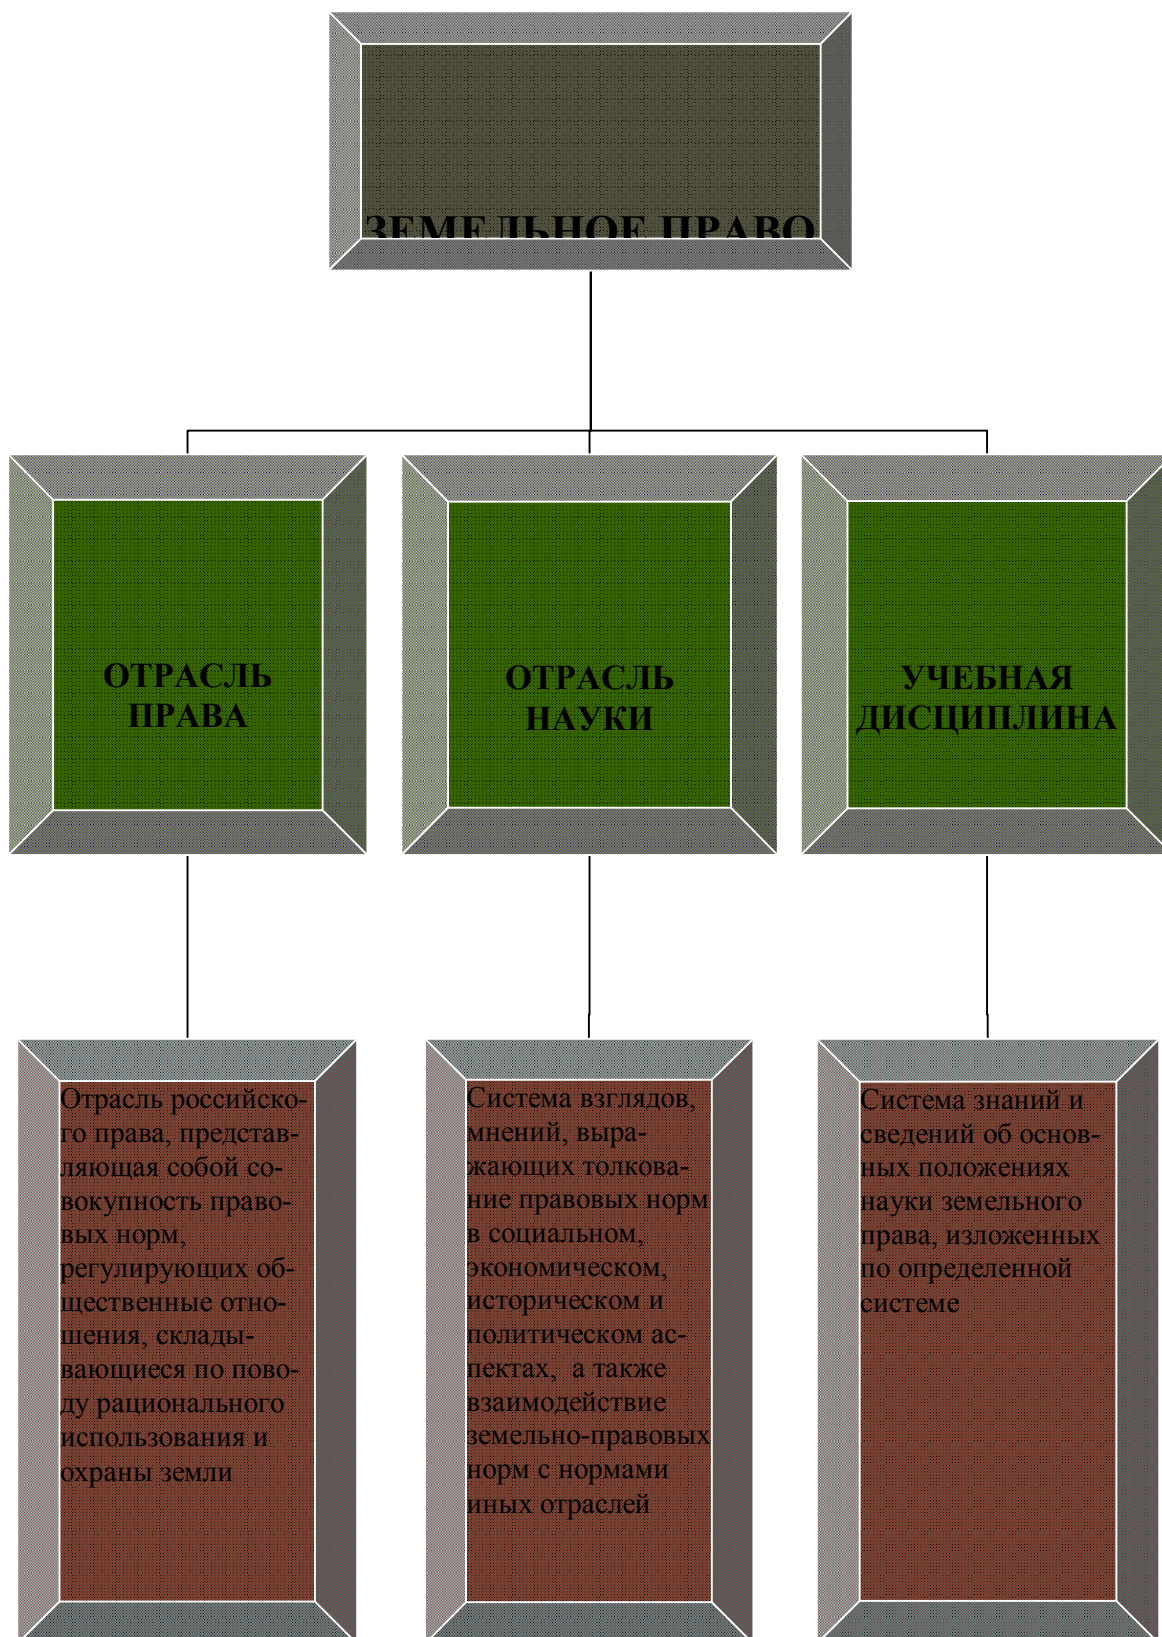 ЗЕМЕЛЬНОЕ ПРАВО
ОТРАСЛЬ
ПРАВА
ОТРАСЛЬ
НАУКИ
УЧЕБНАЯ
ДИСЦИПЛИНА
Отрасль российско-
го права, представ-
ляющая собой со-
вокупность право-
вых норм,
регулирующих об-
щественные отно-
шения, склады-
вающиеся по пово-
ду рационального
использования и
охраны земли
Система взглядов,
мнений, выра-
жающих толкова-
ние правовых норм
в социальном,
экономическом,
историческом и
политическом ас-
пектах,  а также
взаимодействие
земельно-правовых
норм с нормами
иных отраслей
Система знаний и
сведений об основ-
ных положениях
науки земельного
права, изложенных
по определенной
системе